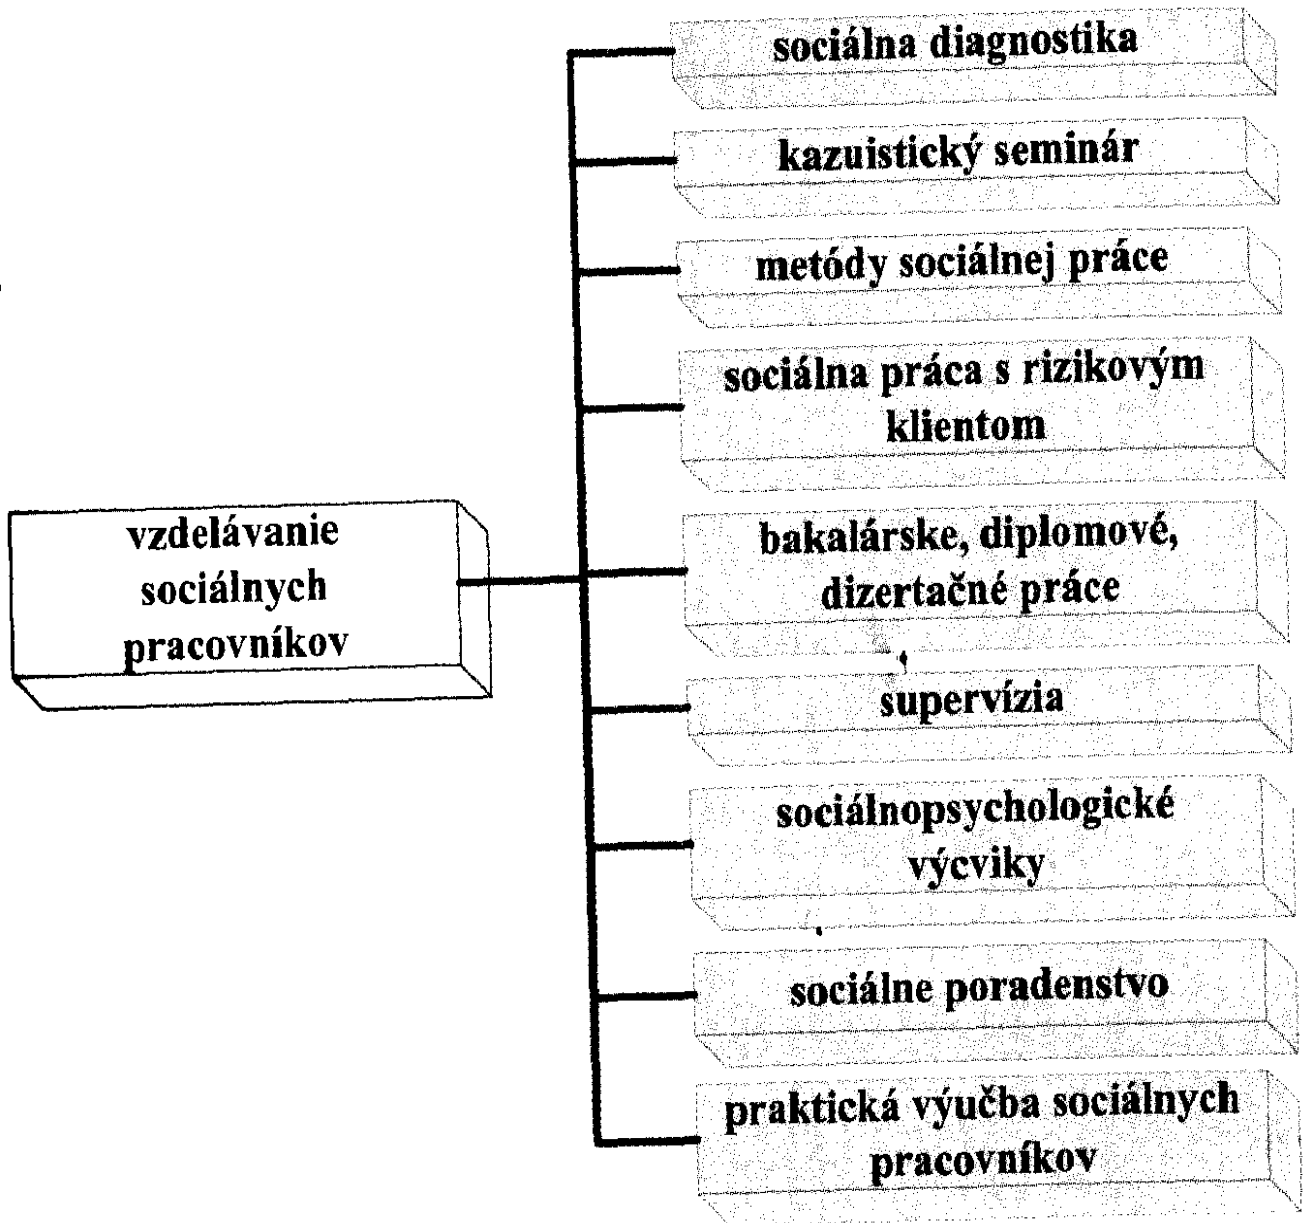 sociálna diagnostika
kazuistický seminár
metódy sociálnej práce
sociálna práca s rizikovým
klientom
vzdelávanie
sociálnych
pracovníkov
bakalárske, diplomové,
dizertačné práce
supervízia
sociálnopsychologické
výcviky
sociálne poradenstvo
praktická výučba sociálnych
pracovníkov